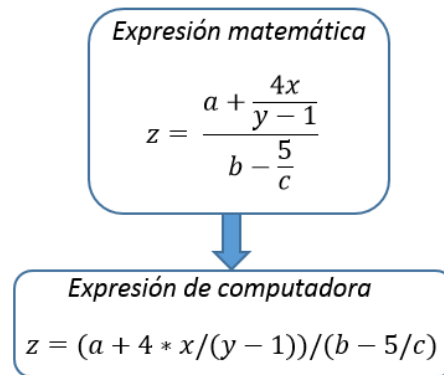 Expresión matemática
z = (a + 4x/(y − 1))/(b − 5/c)
Expresión de computadora
z = (a + 4 * x/(y − 1))/(b − 5/c)